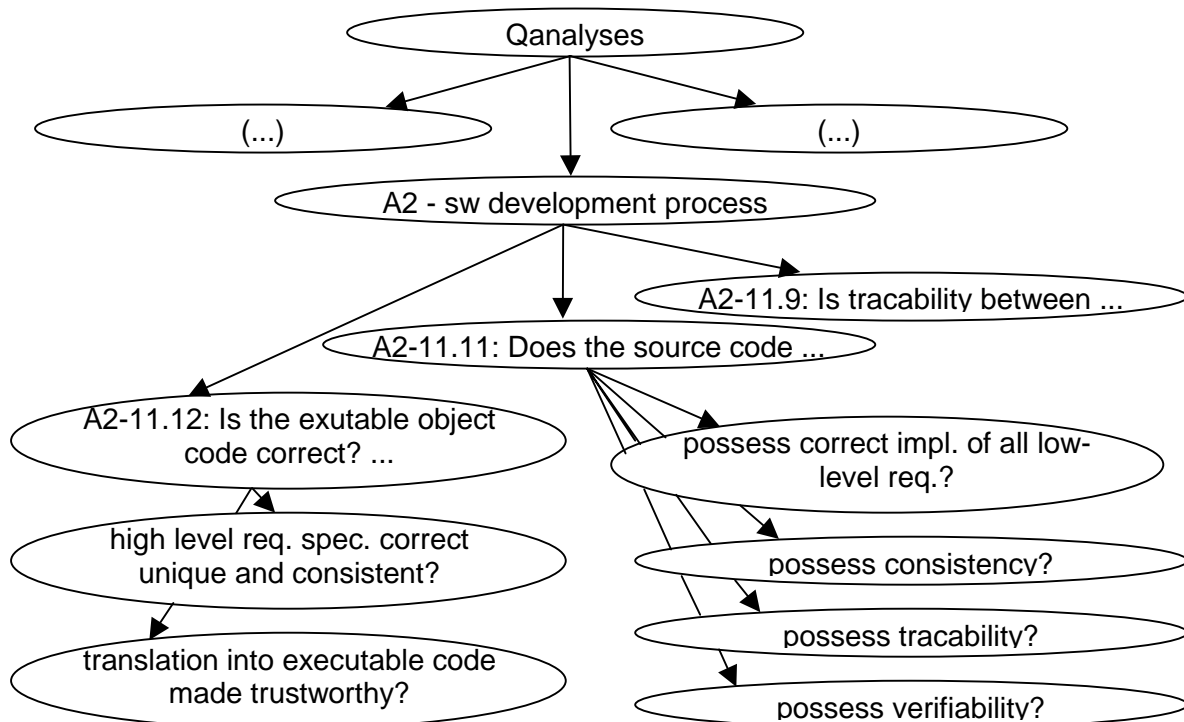 Qanalyses
(...)
(...)
A2 - sw development process
A2-11.9: Is tracability between ...
A2-11.11: Does the source code ...
A2-11.12: Is the exutable object
code correct? ...
possess correct impl. of all low-
level req.?
high level req. spec. correct
unique and consistent?
possess consistency?
possess tracability?
translation into executable code
made trustworthy?
possess verifiability?